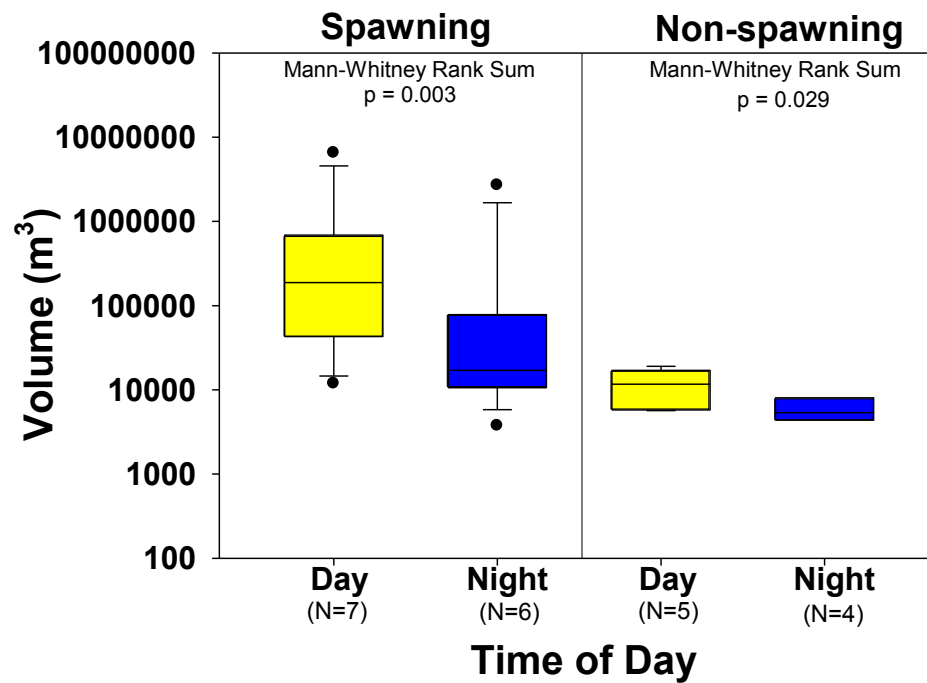 Spawning
Non-spawning
Mann-Whitney Rank Sum
p = 0.003
Mann-Whitney Rank Sum
p = 0.029
Volume (m³)
100000000
10000000
1000000
100000
10000
1000
100
Day
(N=7)
Night
(N=6)
Day
(N=5)
Night
(N=4)
Time of Day